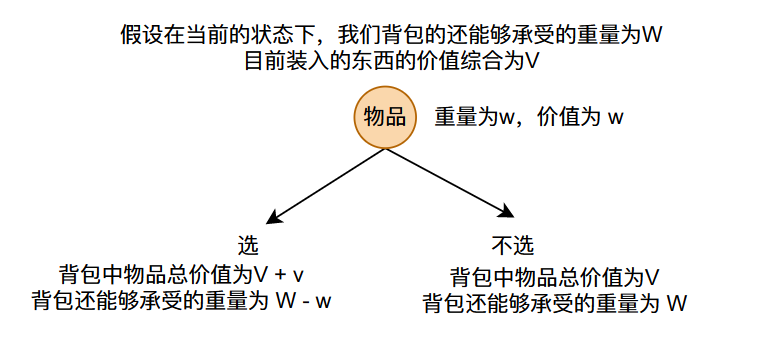 假设在当前的状态下，我们背包的还能够承受的重量为W
目前装入的东西的价值综合为V
物品
重量为w，价值为 w
选
背包中物品总价值为V + v
背包还能够承受的重量为 W - w
不选
背包中物品总价值为V
背包还能够承受的重量为 W